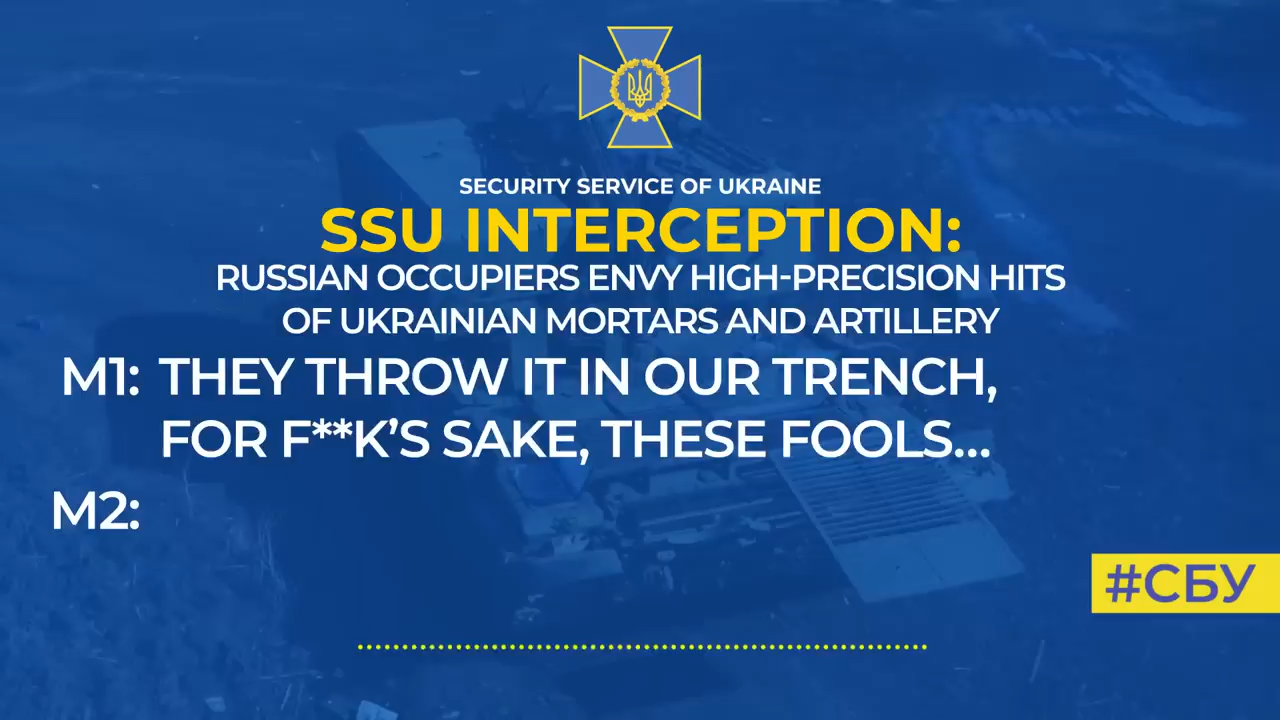 SECURITY SERVICE OF UKRAINE
SSU INTERCEPTION:
RUSSIAN OCCUPIERS ENVY HIGH-PRECISION HITS
OF UKRAINIAN MORTARS AND ARTILLERY
M1: THEY THROW IT IN OUR TRENCH,
FOR F**K’S SAKE, THESE FOOLS...
M2:
#СБУ